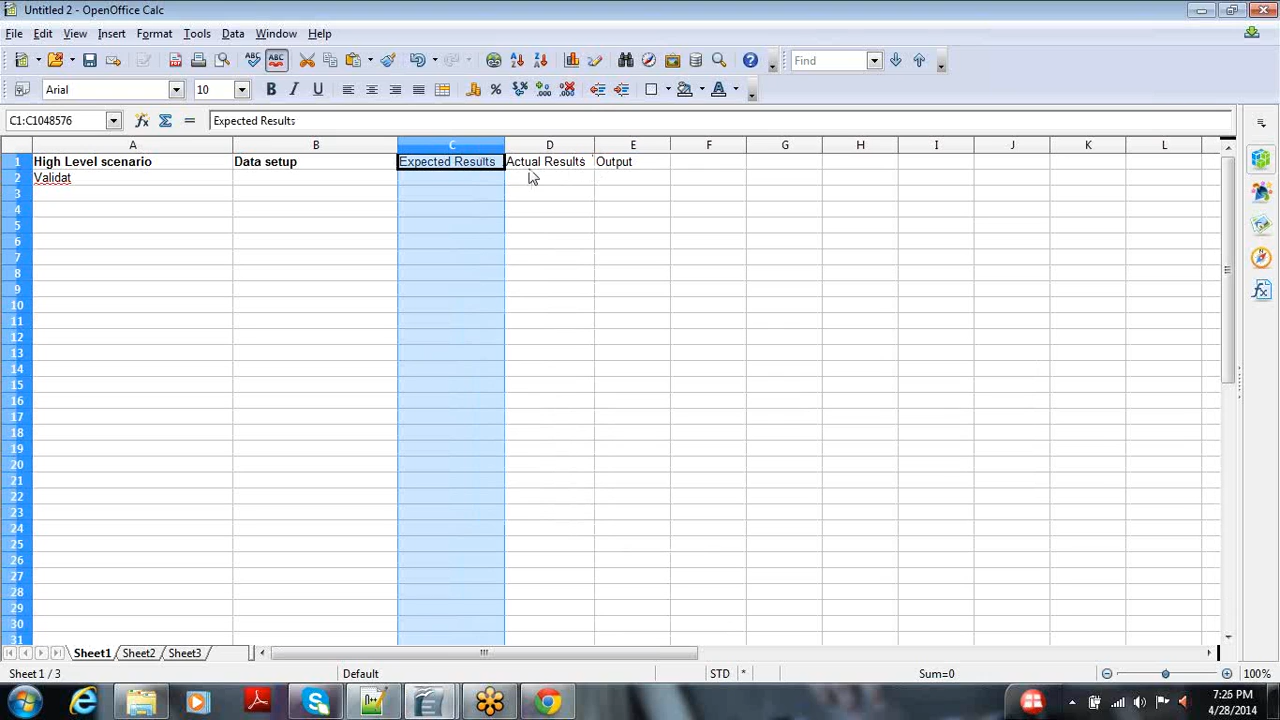 Untitled 2 - OpenOffice Calc
File Edit View Insert Format Tools Data Window Help
ABC ABC Find
Arial 10 B I U A
C1:C1048576 Expected Results
A B C D E F G H I J K L
1 High Level scenario Data setup Expected Results Actual Results Output
2 Validat
3
4
5
6
7
8
9
10
11
12
13
14
15
16
17
18
19
20
21
22
23
24
25
26
27
28
29
30
31
Sheet1 Sheet2 Sheet3
Sheet 1 / 3 Default STD * Sum=0 100%
7:26 PM
4/28/2014